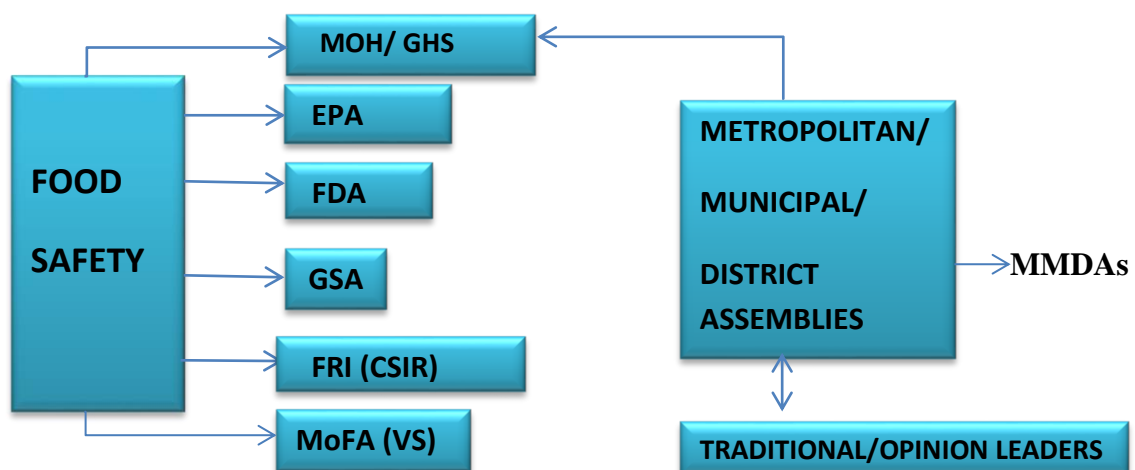 MOH/ GHS
EPA
FOOD
SAFETY
FDA
GSA
FRI (CSIR)
MoFA (VS)
METROPOLITAN/
MUNICIPAL/
DISTRICT
ASSEMBLIES
MMDAs
TRADITIONAL/OPINION LEADERS